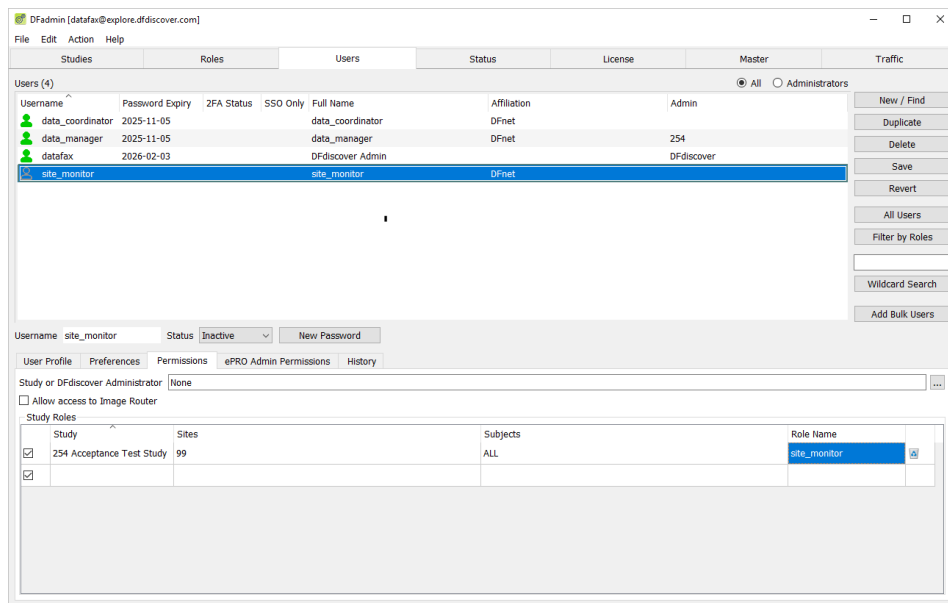 DFadmin [datafax@explore.dfdiscover.com]
File Edit Action Help
Studies Roles Users Status License Master Traffic
Users (4) All Administrators
Username Password Expiry 2FA Status SSO Only Full Name Affiliation Admin
data_coordinator 2025-11-05 data_coordinator DFnet
data_manager 2025-11-05 data_manager DFnet 254
datafax 2026-02-03 DFdiscover Admin DFdiscover
site_monitor site_monitor DFnet
New / Find
Duplicate
Delete
Save
Revert
All Users
Filter by Roles
Wildcard Search
Add Bulk Users
Username site_monitor Status Inactive New Password
User Profile Preferences Permissions ePRO Admin Permissions History
Study or DFdiscover Administrator None ...
Allow access to Image Router
Study Roles
Study Sites Subjects Role Name
254 Acceptance Test Study 99 ALL site_monitor